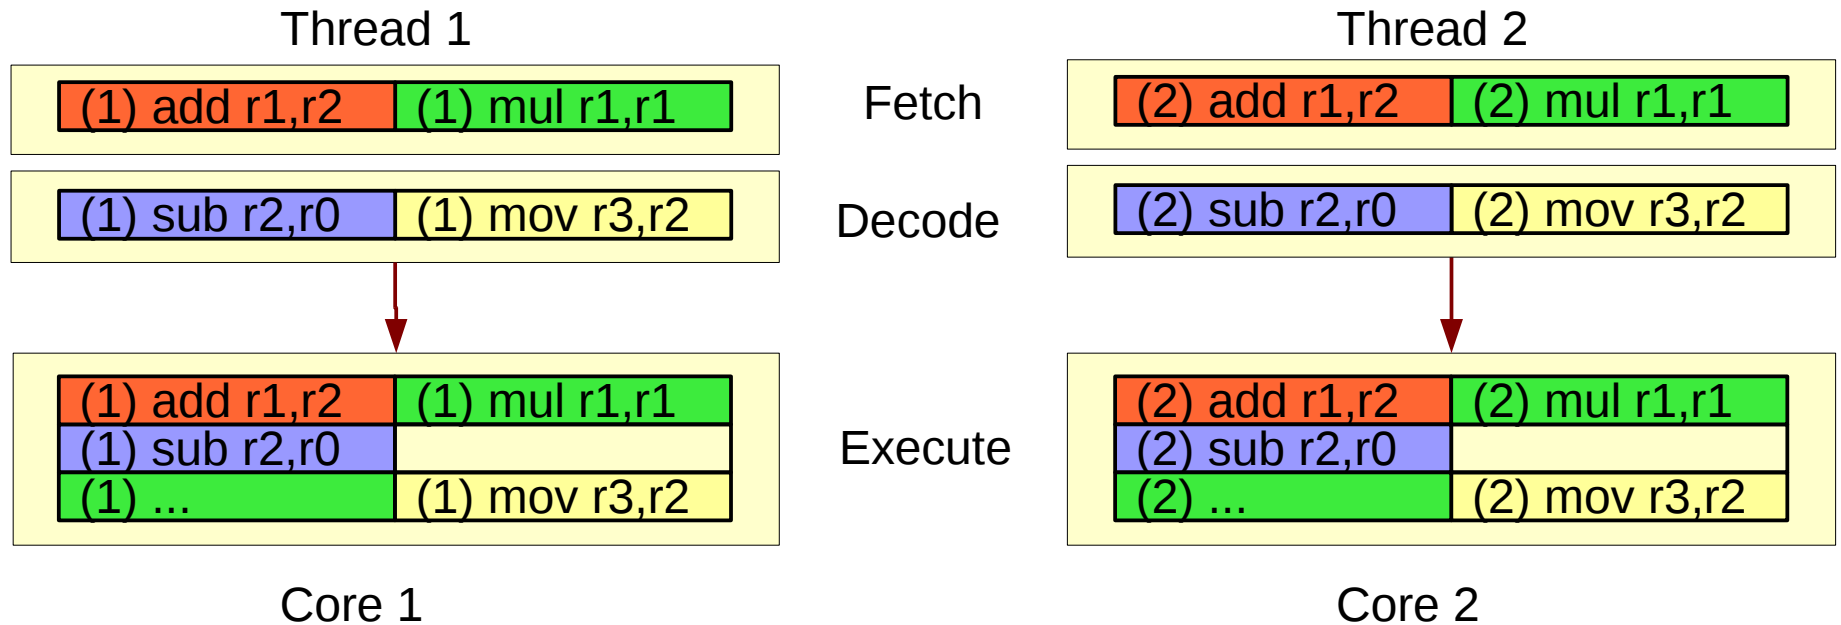 Thread 1
Thread 2
(1) add r1,r2 (1) mul r1,r1
Fetch
(2) add r1,r2 (2) mul r1,r1
(1) sub r2,r0 (1) mov r3,r2
Decode
(2) sub r2,r0 (2) mov r3,r2
(1) add r1,r2 (1) mul r1,r1
(1) sub r2,r0
(1) ... (1) mov r3,r2
Execute
(2) add r1,r2 (2) mul r1,r1
(2) sub r2,r0
(2) ... (2) mov r3,r2
Core 1
Core 2